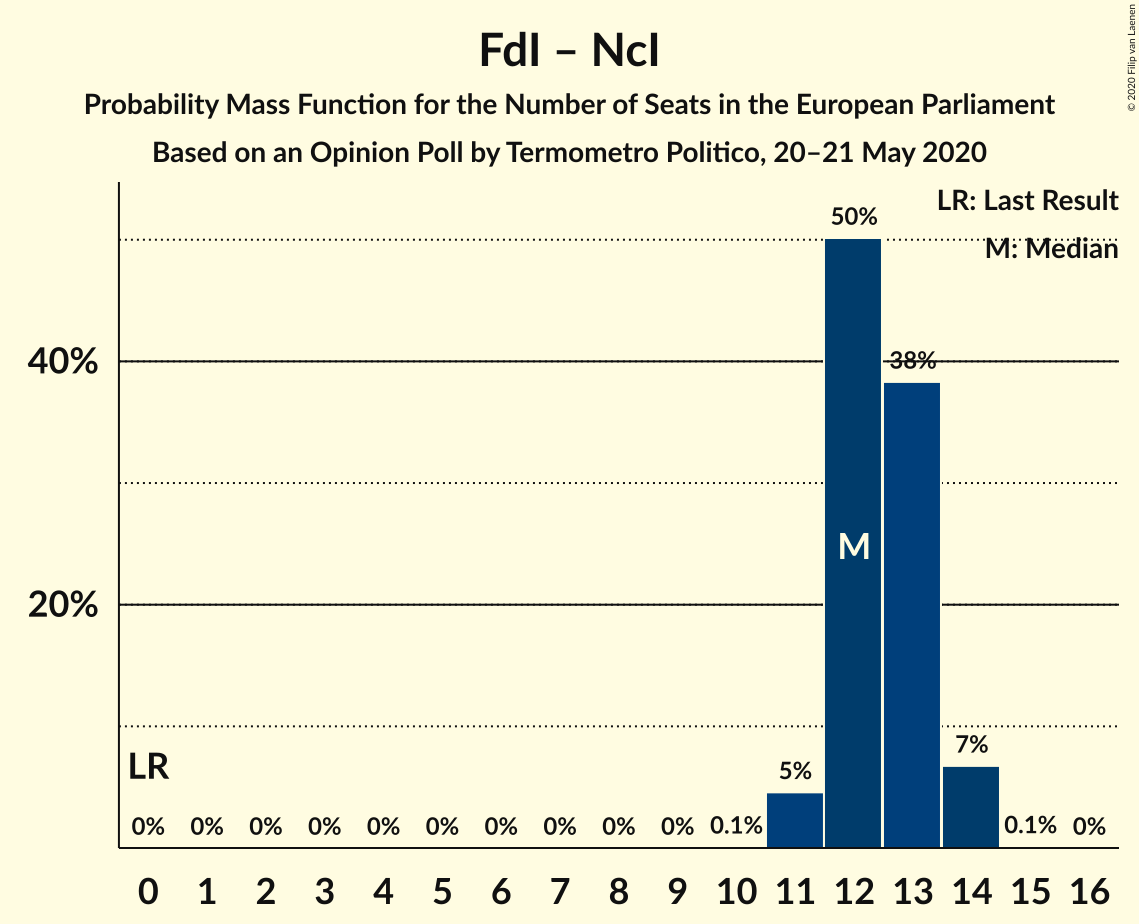 © 2020 Filip van Laenen
FdI – NcI
Probability Mass Function for the Number of Seats in the European Parliament
Based on an Opinion Poll by Termometro Politico, 20–21 May 2020
LR: Last Result
M: Median
50%
40%
38%
M
20%
LR
7%
5%
0% 0% 0% 0% 0% 0% 0% 0% 0% 0% 0.1% 0.1% 0%
0 1 2 3 4 5 6 7 8 9 10 11 12 13 14 15 16